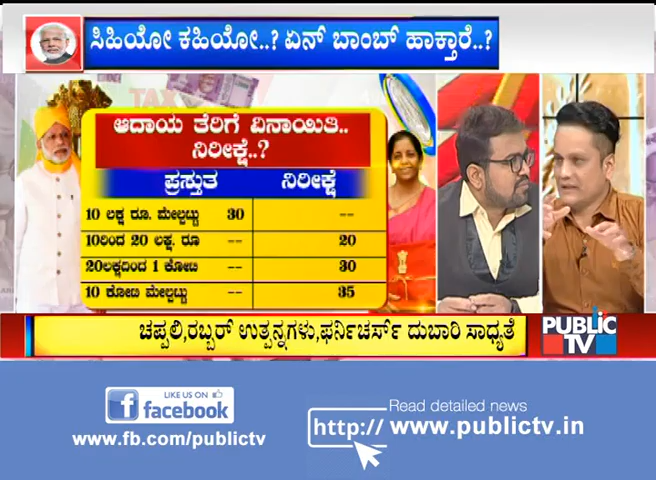 ಸಿಹಿಯೋ ಕಹಿಯೋ..? ಏನ್ ಬಾಂಬ್ ಹಾಕ್ತಾರೆ..?
TAX
ಆದಾಯ ತೆರಿಗೆ ವಿನಾಯಿತಿ..
ನಿರೀಕ್ಷೆ..?
ಪ್ರಸ್ತುತ ನಿರೀಕ್ಷೆ
10 ಲಕ್ಷ ರೂ. ಮೇಲ್ಪಟ್ಟು 30 --
10ರಿಂದ 20 ಲಕ್ಷ. ರೂ -- 20
20ಲಕ್ಷದಿಂದ 1 ಕೋಟಿ -- 30
10 ಕೋಟಿ ಮೇಲ್ಪಟ್ಟು -- 35
ಚಪ್ಪಲಿ,ರಬ್ಬರ್ ಉತ್ಪನ್ನಗಳು,ಫರ್ನಿಚರ್ಸ್ ದುಬಾರಿ ಸಾಧ್ಯತೆ
PUBLIC
TV
LIKE US ON
facebook
www.fb.com/publictv
Read detailed news
http:// www.publictv.in